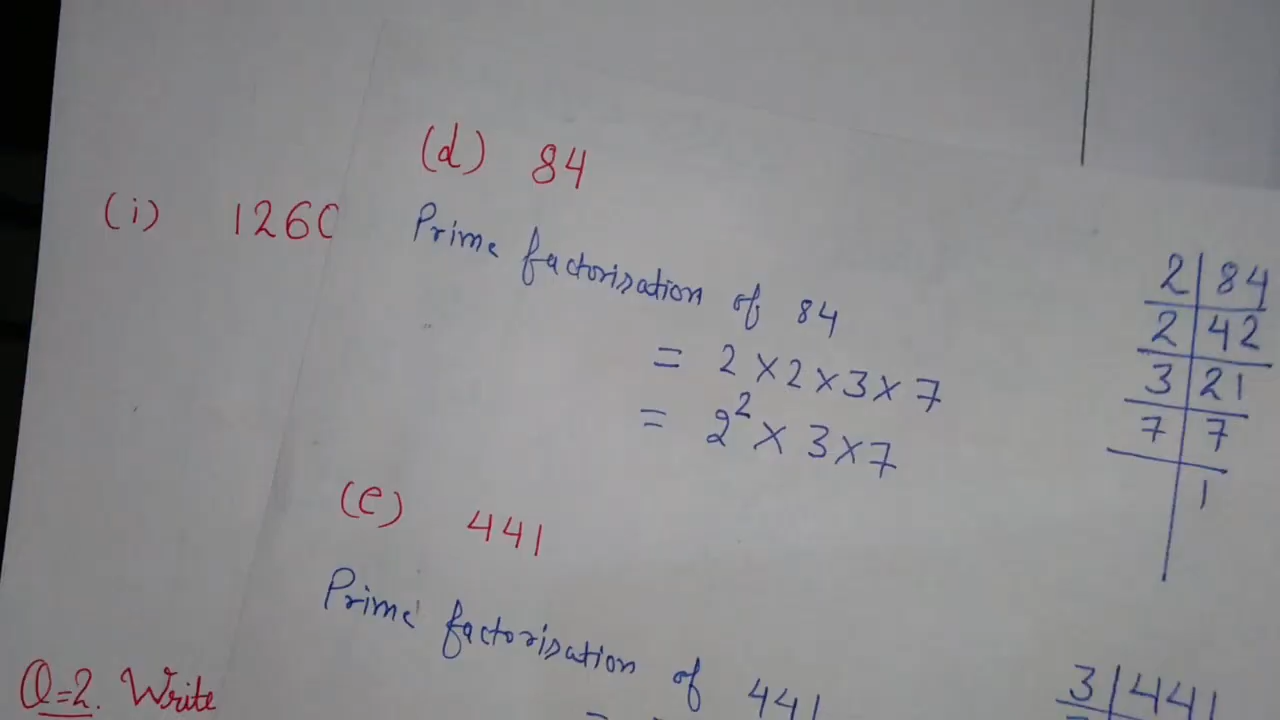 (i) 1260
(d) 84
Prime factorisation of 84
= 2 × 2 × 3 × 7
= 2² × 3 × 7
2 | 84
2 | 42
3 | 21
7 | 7
1
(e) 441
Prime factorisation of 441
3 | 441
Q=2. Write